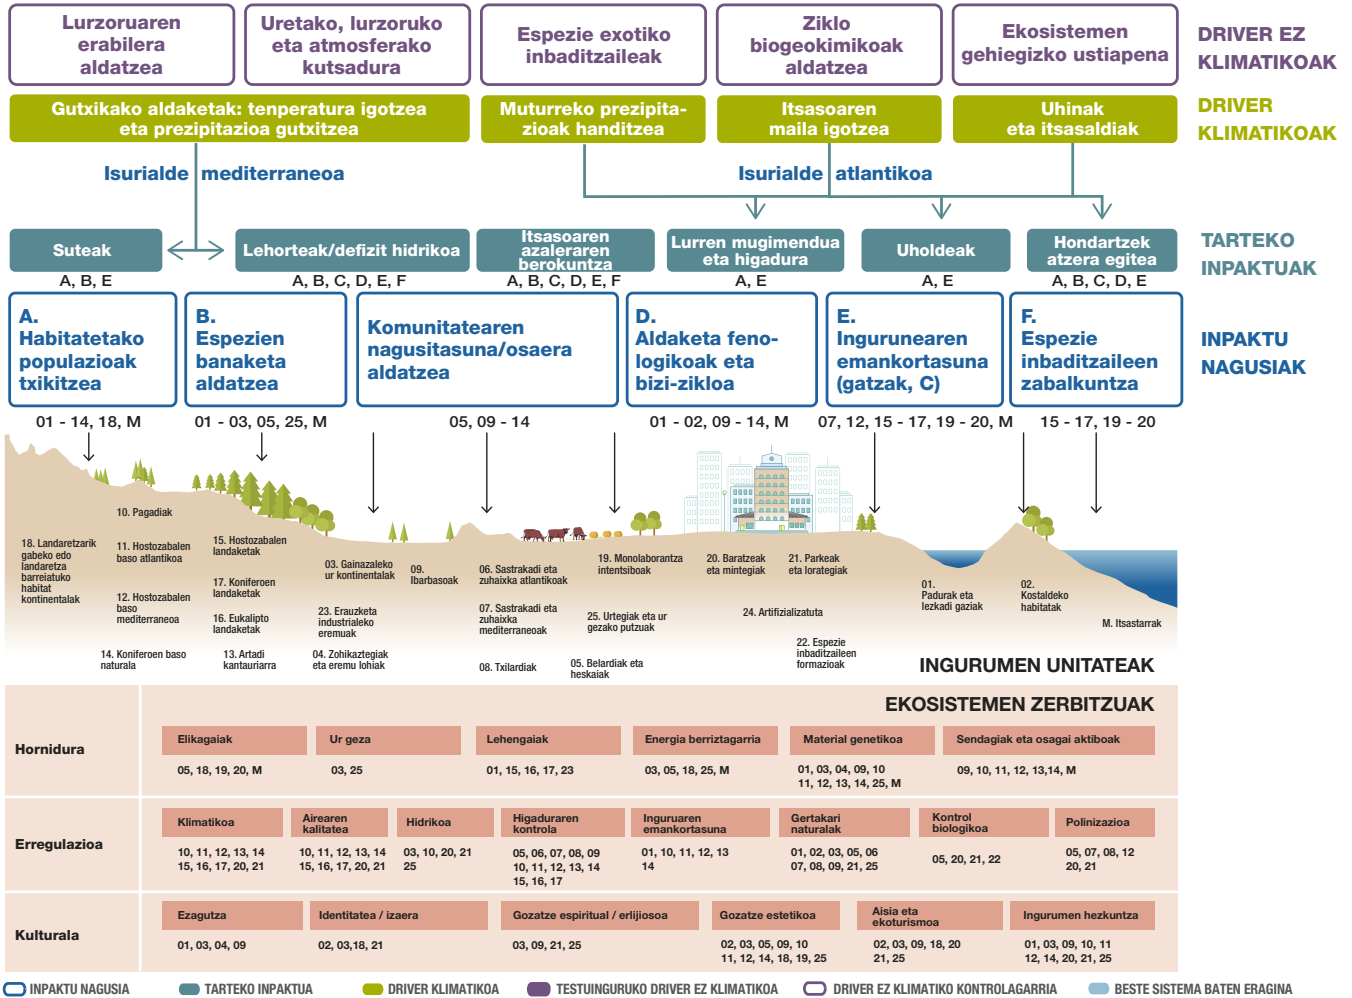 Lurzoruaren
erabilera
aldatzea
Uretako, lurzoruko
eta atmosferako
kutsadura
Espezie exotiko
inbaditzaileak
Ziklo
biogeokimikoak
aldatzea
Ekosistemen
gehiegizko ustiapena
DRIVER EZ
KLIMATIKOAK
Gutxikako aldaketak: tenperatura igotzea
eta prezipitazioa gutxitzea
Muturreko prezipita-
zioak handitzea
Itsasoaren
maila igotzea
Uhinak
eta itsasaldiak
DRIVER
KLIMATIKOAK
Isurialde mediterraneoa
Isurialde atlantikoa
Suteak
Lehorteak/defizit hidrikoa
Itsasoaren
azaleraren
berokuntza
Lurren mugimendua
eta higadura
Uholdeak
Hondartzek
atzera egitea
TARTEKO
INPAKTUAK
A, B, E
A, B, C, D, E, F
A, B, C, D, E, F
A, E
A, E
A, B, C, D, E
A.
Habitatetako
populazioak
txikitzea
B.
Espezien
banaketa
aldatzea
Komunitatearen
nagusitasuna/osaera
aldatzea
D.
Aldaketa feno-
logikoak eta
bizi-zikloa
E.
Ingurunearen
emankortasuna
(gatzak, C)
F.
Espezie
inbaditzaileen
zabalkuntza
INPAKTU
NAGUSIAK
01 - 14, 18, M
01 - 03, 05, 25, M
05, 09 - 14
01 - 02, 09 - 14, M
07, 12, 15 - 17, 19 - 20, M
15 - 17, 19 - 20
18. Landaretzarik
gabeko edo
landaretza
barreiatuko
habitat
kontinentalak
10. Pagadiak
11. Hostozabalen
baso atlantikoa
12. Hostozabalen
baso
mediterraneoa
14. Koniferoen baso
naturala
15. Hostozabalen
landaketak
17. Koniferoen
landaketak
16. Eukalipto
landaketak
13. Artadi
kantauriarra
03. Gainazaleko
ur kontinentalak
23. Erauzketa
industrialeko
eremuak
04. Zohikaztegiak
eta eremu lohiak
09.
Ibarbasoak
06. Sastrakadi eta
zuhaixka atlantikoak
07. Sastrakadi eta
zuhaixka
mediterraneoak
08. Txilardiak
19. Monolaborantza
intentsiboak
25. Urtegiak eta ur
gezako putzuak
05. Belardiak eta
heskaiak
20. Baratzeak
eta mintegiak
21. Parkeak
eta lorategiak
24. Artifizializatuta
22. Espezie
inbaditzaileen
formazioak
01.
Padurak eta
lezkadi gaziak
02.
Kostaldeko
habitatak
M. Itsastarrak
INGURUMEN UNITATEAK
EKOSISTEMEN ZERBITZUAK
Hornidura
Elikagaiak
Ur geza
Lehengaiak
Energia berriztagarria
Material genetikoa
Sendagiak eta osagai aktiboak
05, 18, 19, 20, M
03, 25
01, 15, 16, 17, 23
03, 05, 18, 25, M
01, 03, 04, 09, 10
11, 12, 13, 14, 25, M
09, 10, 11, 12, 13,14, M
Erregulazioa
Klimatikoa
Airearen
kalitatea
Hidrikoa
Higaduraren
kontrola
Inguruaren
emankortasuna
Gertakari
naturalak
Kontrol
biologikoa
Polinizazioa
10, 11, 12, 13, 14
15, 16, 17, 20, 21
10, 11, 12, 13, 14
15, 16, 17, 20, 21
03, 10, 20, 21
25
05, 06, 07, 08, 09
10, 11, 12, 13, 14
15, 16, 17
01, 10, 11, 12, 13
14
01, 02, 03, 05, 06
07, 08, 09, 21, 25
05, 20, 21, 22
05, 07, 08, 12
20, 21
Kulturala
Ezagutza
Identitatea / izaera
Gozatze espiritual / erlijiosoa
Gozatze estetikoa
Aisia eta
ekoturismoa
Ingurumen hezkuntza
01, 03, 04, 09
02, 03,18, 21
03, 09, 21, 25
02, 03, 05, 09, 10
11, 12, 14, 18, 19, 25
02, 03, 09, 18, 20
21, 25
01, 03, 09, 10, 11
12, 14, 20, 21, 25
INPAKTU NAGUSIA
TARTEKO INPAKTUA
DRIVER KLIMATIKOA
TESTUINGURUKO DRIVER EZ KLIMATIKOA
DRIVER EZ KLIMATIKO KONTROLAGARRIA
BESTE SISTEMA BATEN ERAGINA